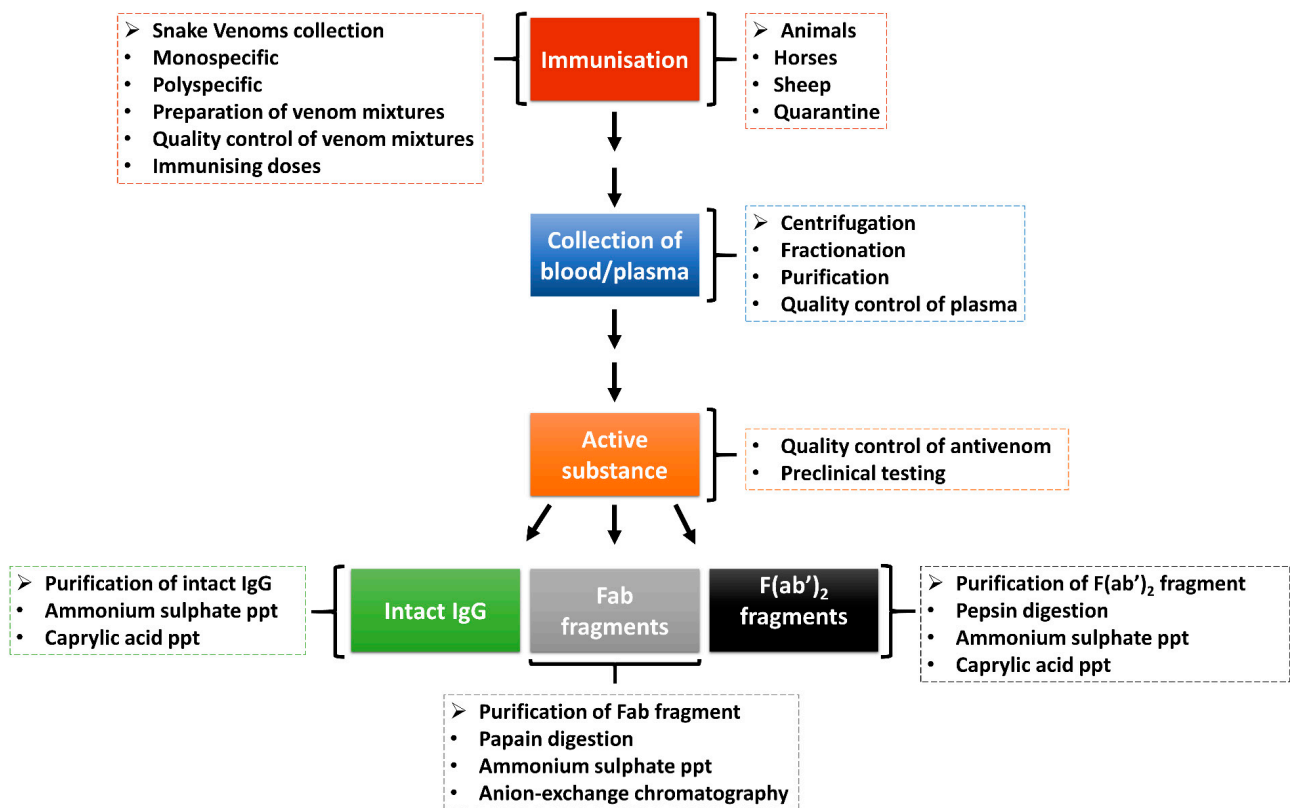 ➢ Snake Venoms collection
• Monospecific
• Polyspecific
• Preparation of venom mixtures
• Quality control of venom mixtures
• Immunising doses
Immunisation
➢ Animals
• Horses
• Sheep
• Quarantine
Collection of
blood/plasma
➢ Centrifugation
• Fractionation
• Purification
• Quality control of plasma
Active
substance
• Quality control of antivenom
• Preclinical testing
➢ Purification of intact IgG
• Ammonium sulphate ppt
• Caprylic acid ppt
Intact IgG
Fab
fragments
F(ab’)₂
fragments
➢ Purification of F(ab’)₂ fragment
• Pepsin digestion
• Ammonium sulphate ppt
• Caprylic acid ppt
➢ Purification of Fab fragment
• Papain digestion
• Ammonium sulphate ppt
• Anion-exchange chromatography